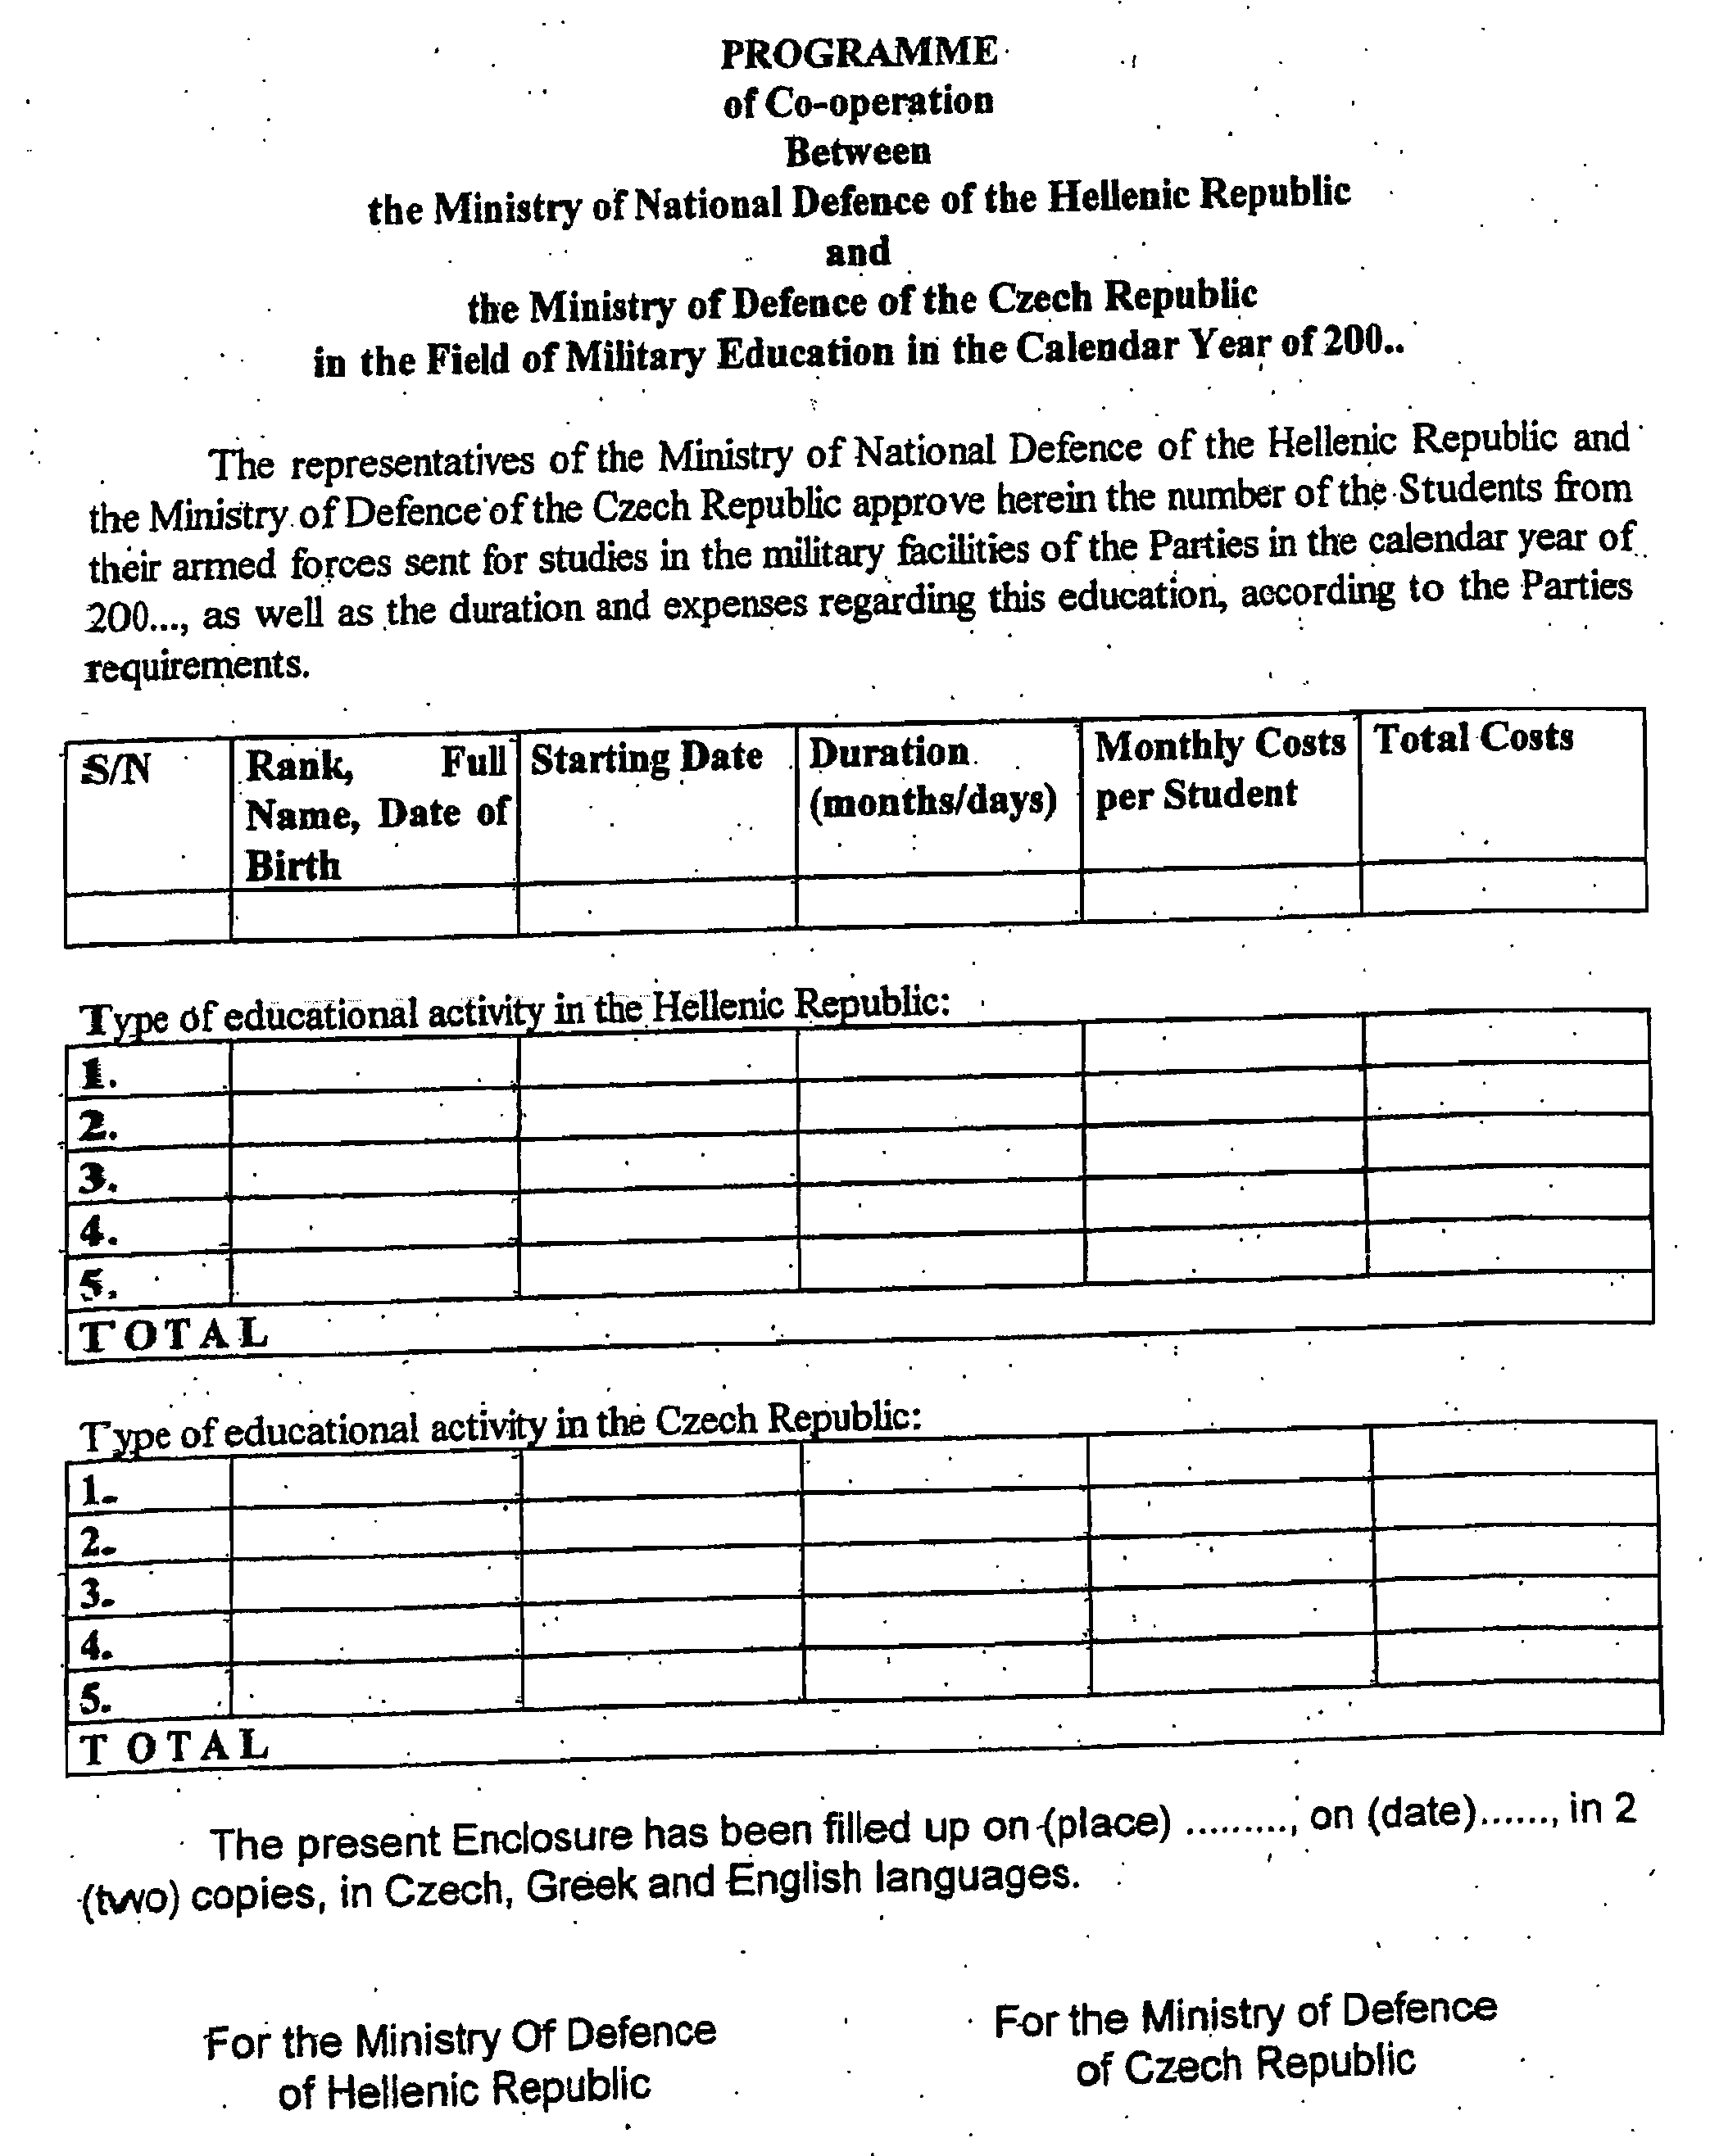 PROGRAMME
of Co-operation
Between
the Ministry of National Defence of the Hellenic Republic
and
the Ministry of Defence of the Czech Republic
in the Field of Military Education in the Calendar Year of 200..
The representatives of the Ministry of National Defence of the Hellenic Republic and
the Ministry of Defence of the Czech Republic approve herein the number of the Students from
their armed forces sent for studies in the military facilities of the Parties in the calendar year of
200..., as well as the duration and expenses regarding this education, according to the Parties
requirements.
S/N Rank, Full Starting Date Duration Monthly Costs Total Costs
Name, Date of (months/days) per Student
Birth
Type of educational activity in the Hellenic Republic:
1.
2.
3.
4.
5.
TOTAL
Type of educational activity in the Czech Republic:
1.
2.
3.
4.
5.
TOTAL
The present Enclosure has been filled up on (place) ........., on (date)......, in 2
(two) copies, in Czech, Greek and English languages.
For the Ministry Of Defence For the Ministry of Defence
of Hellenic Republic of Czech Republic